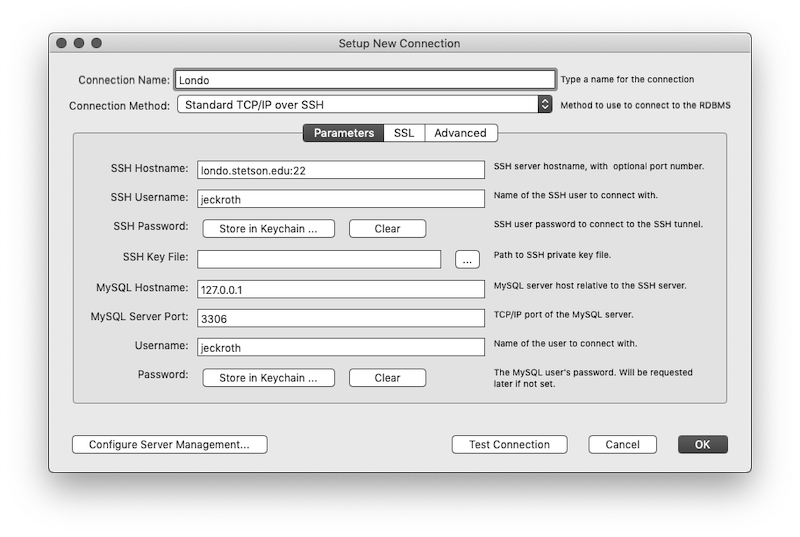 Setup New Connection
Connection Name: Londo Type a name for the connection
Connection Method: Standard TCP/IP over SSH Method to use to connect to the RDBMS
Parameters SSL Advanced
SSH Hostname: londo.stetson.edu:22 SSH server hostname, with optional port number.
SSH Username: jeckroth Name of the SSH user to connect with.
SSH Password: Store in Keychain ... Clear SSH user password to connect to the SSH tunnel.
SSH Key File: ... Path to SSH private key file.
MySQL Hostname: 127.0.0.1 MySQL server host relative to the SSH server.
MySQL Server Port: 3306 TCP/IP port of the MySQL server.
Username: jeckroth Name of the user to connect with.
Password: Store in Keychain ... Clear The MySQL user's password. Will be requested
later if not set.
Configure Server Management... Test Connection Cancel OK